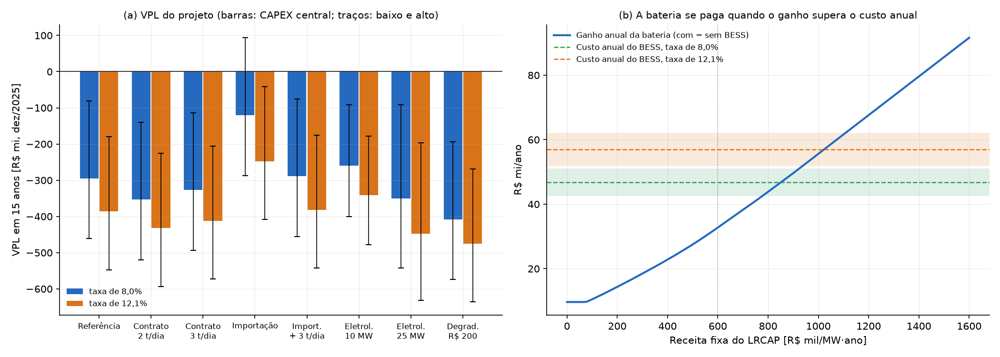 (a) VPL do projeto (barras: CAPEX central; traços: baixo e alto)
VPL em 15 anos [R$ mi, dez/2025]
100
0
−100
−200
−300
−400
−500
−600
taxa de 8,0%
taxa de 12,1%
Referência
Contrato
2 t/dia
Contrato
3 t/dia
Importação
Import.
+ 3 t/dia
Eletrol.
10 MW
Eletrol.
25 MW
Degrad.
R$ 200
(b) A bateria se paga quando o ganho supera o custo anual
Ganho anual da bateria (com − sem BESS)
Custo anual do BESS, taxa de 8,0%
Custo anual do BESS, taxa de 12,1%
R$ mi/ano
80
60
40
20
0
200
400
600
800
1000
1200
1400
1600
Receita fixa do LRCAP [R$ mil/MW·ano]